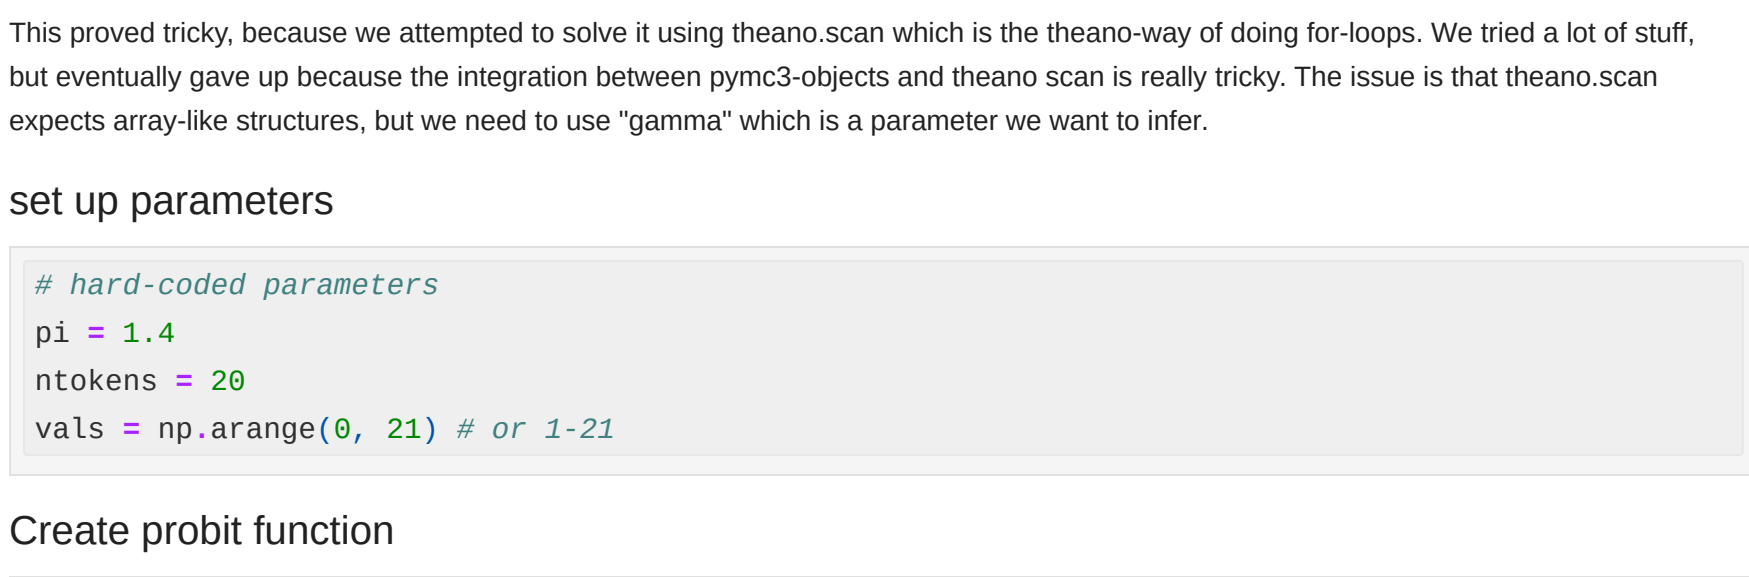 This proved tricky, because we attempted to solve it using theano.scan which is the theano-way of doing for-loops. We tried a lot of stuff,
but eventually gave up because the integration between pymc3-objects and theano scan is really tricky. The issue is that theano.scan
expects array-like structures, but we need to use "gamma" which is a parameter we want to infer.
set up parameters
# hard-coded parameters
pi = 1.4
ntokens = 20
vals = np.arange(0, 21) # or 1-21
Create probit function